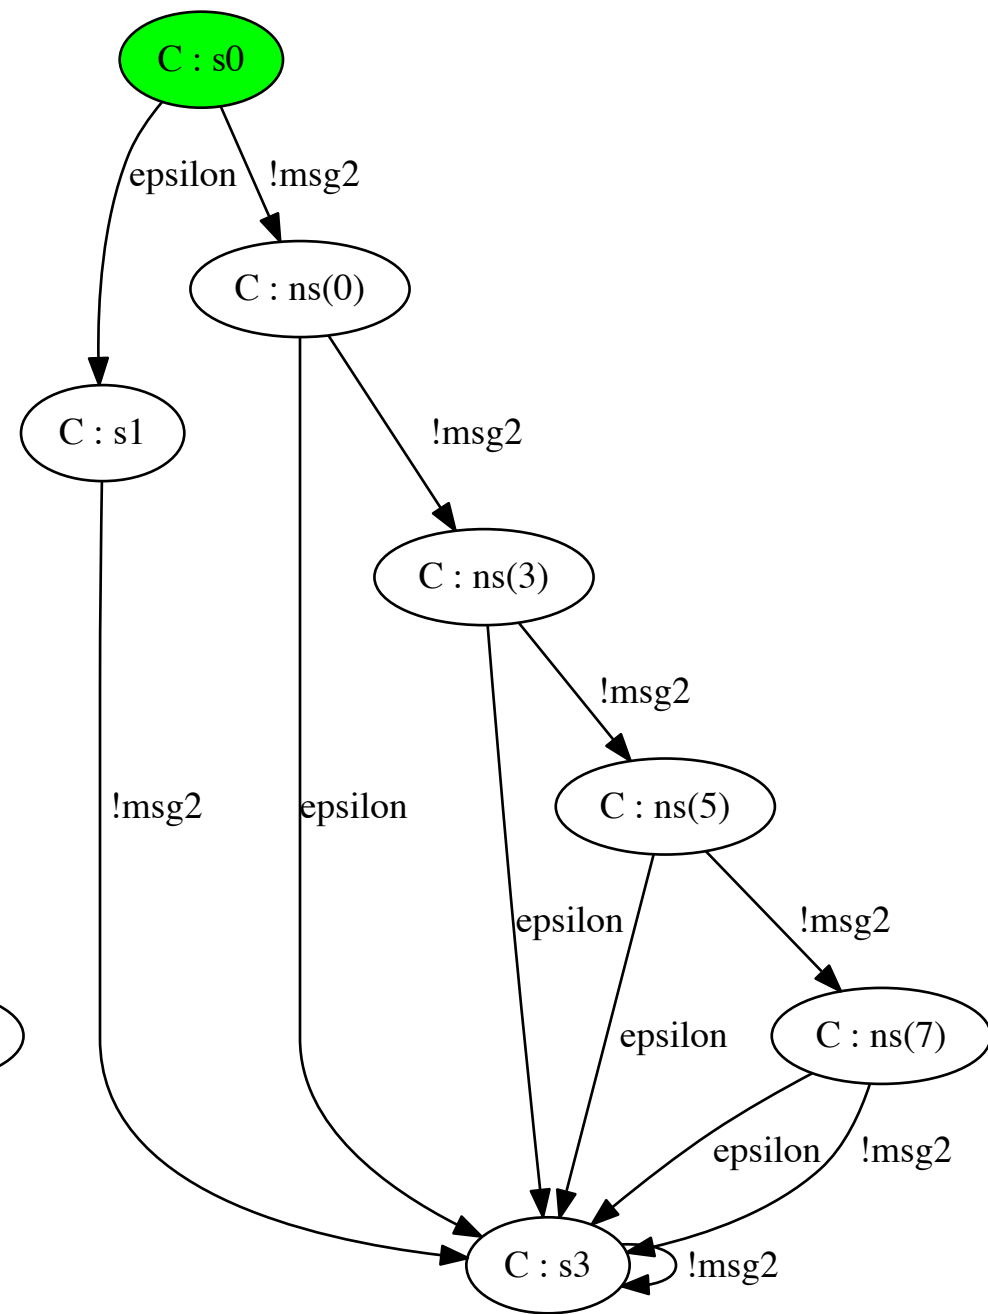 C : s0
epsilon
!msg2
C : ns(0)
C : s1
!msg2
C : ns(3)
!msg2
C : ns(5)
!msg2
epsilon
epsilon
!msg2
epsilon
C : ns(7)
epsilon
!msg2
C : s3
!msg2